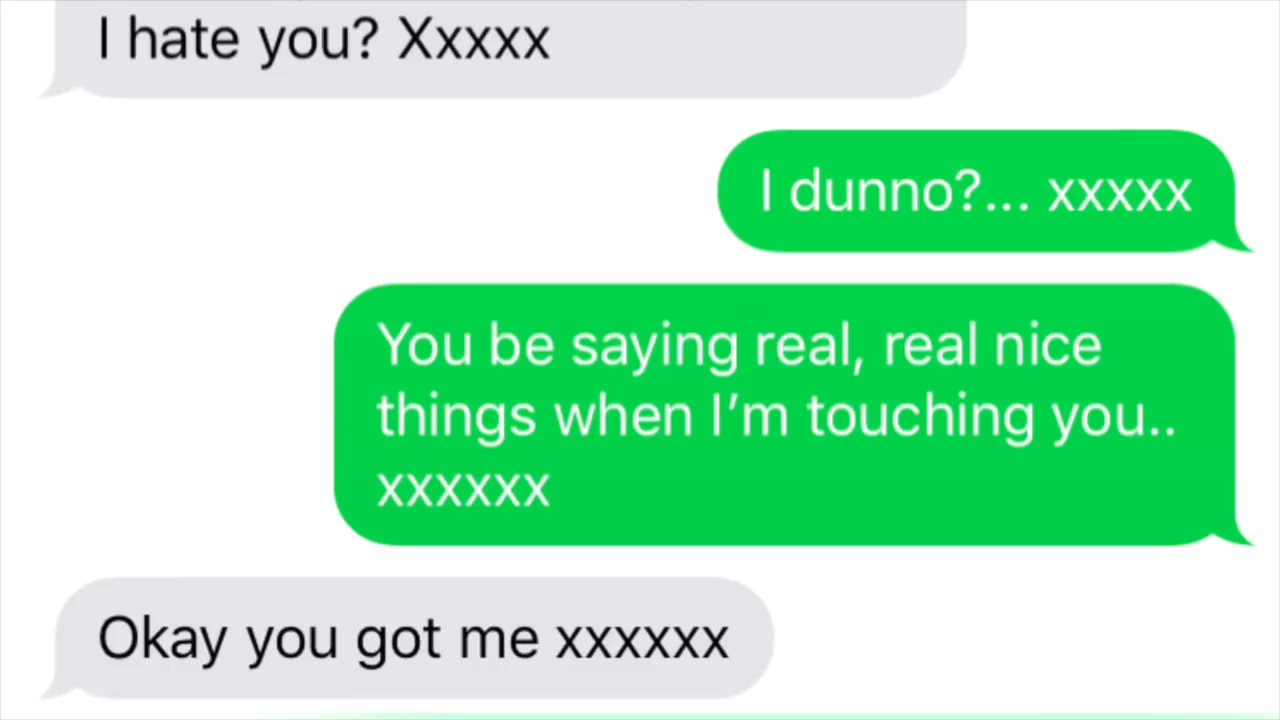 I hate you? Xxxxx
I dunno?... xxxxx
You be saying real, real nice
things when I’m touching you..
xxxxxx
Okay you got me xxxxxx